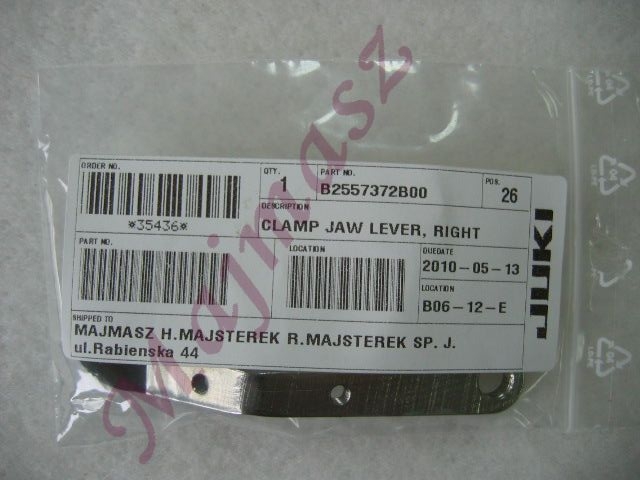 ORDER NO.
*35436*
QTY.
1
PART NO.
B2557372B00
POS.
26
DESCRIPTION
CLAMP JAW LEVER, RIGHT
PART NO.
LOCATION
DUEDATE
2010-05-13
LOCATION
B06-12-E
SHIPPED TO
MAJMASZ H.MAJSTEREK R.MAJSTEREK SP. J.
ul.Rabienska 44
JUKI
Majmasz